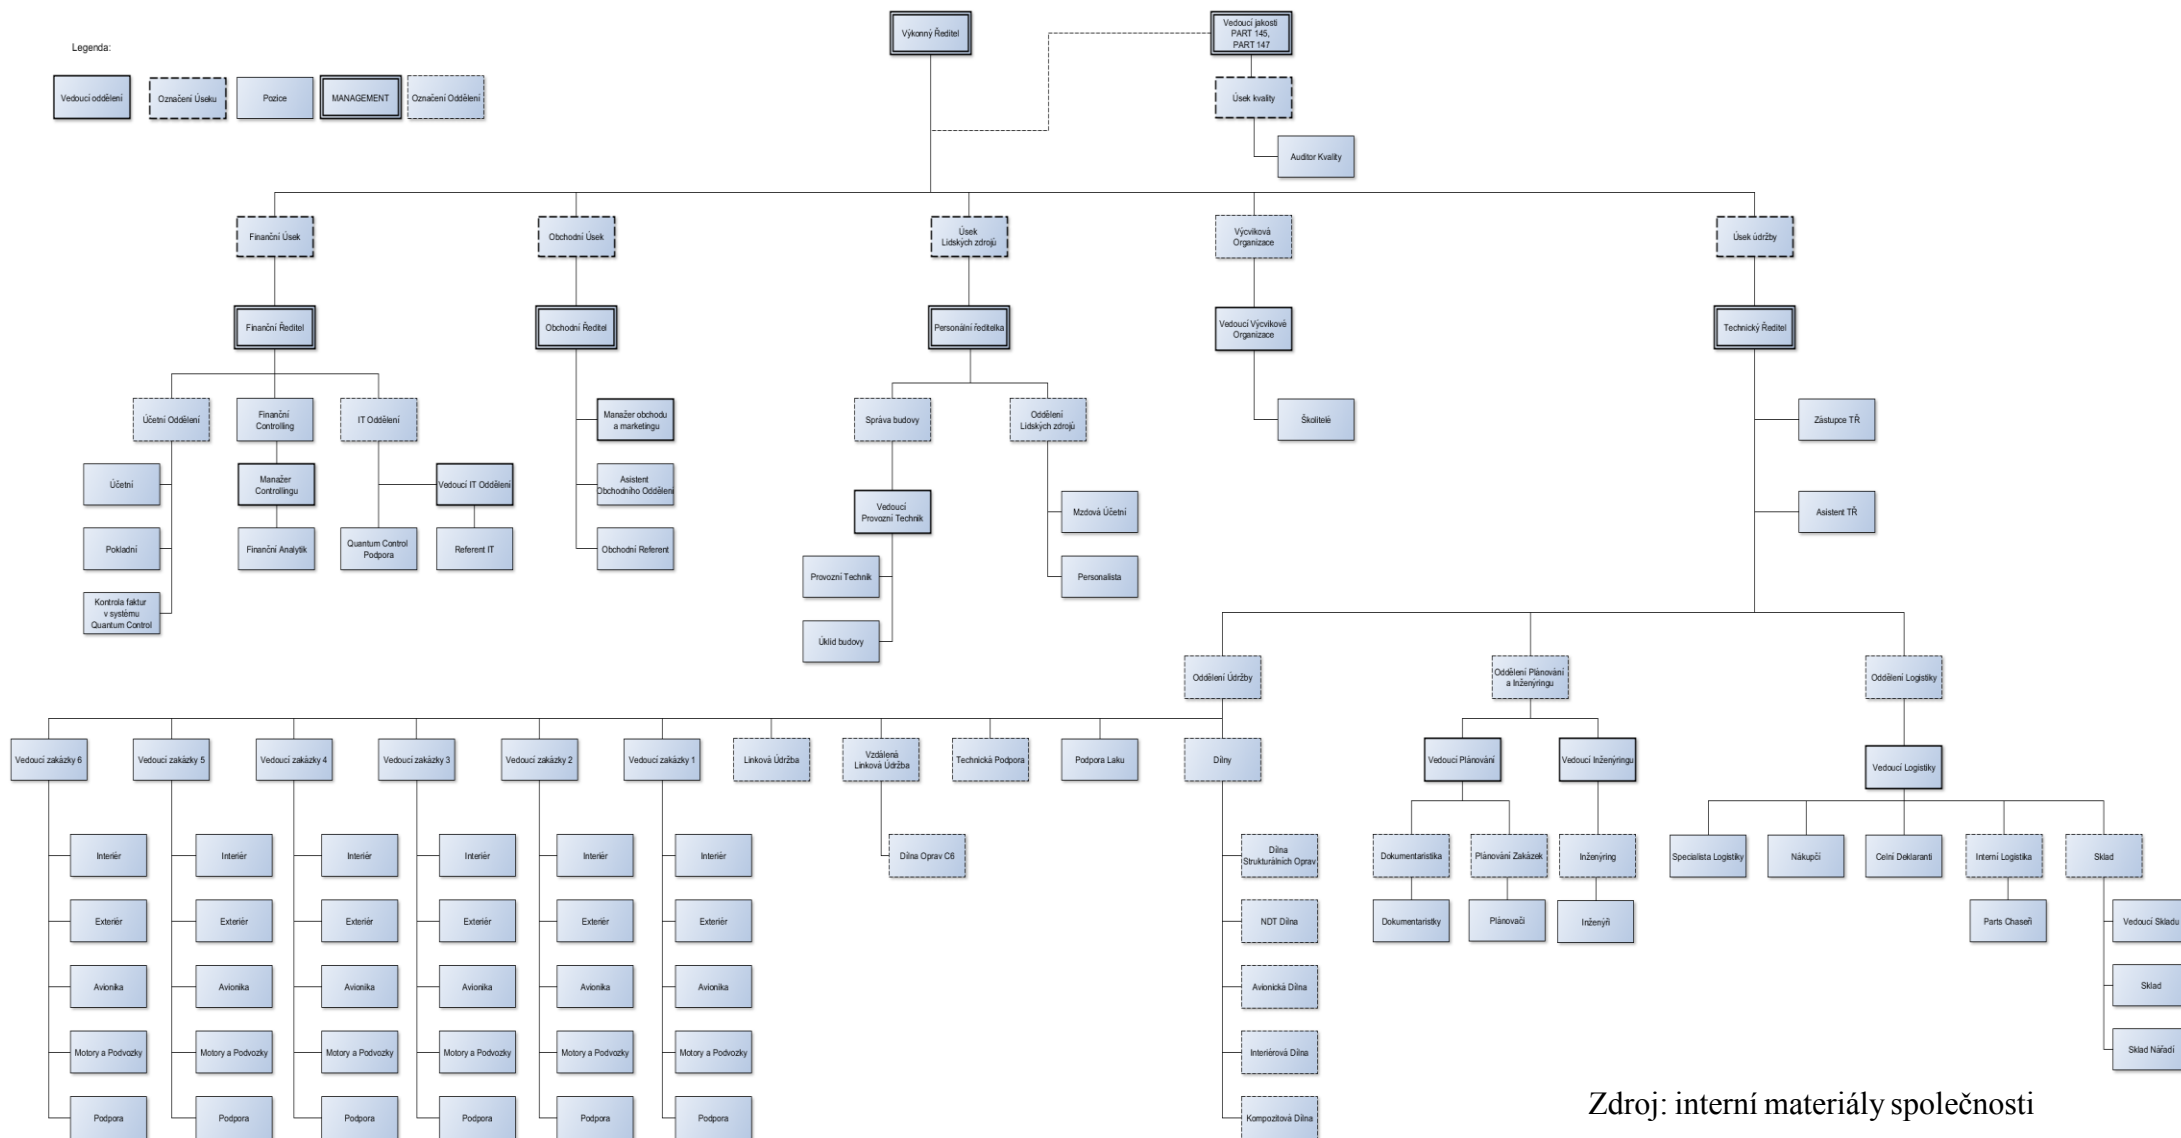 Výkonný Ředitel
Vedoucí jakosti
PART 145,
PART 147
Legenda:
Vedoucí oddělení
Označení Úseku
Pozice
MANAGEMENT
Označení Oddělení
Úsek kvality
Auditor Kvality
Finanční Úsek
Obchodní Úsek
Úsek
Lidských zdrojů
Výcviková
Organizace
Úsek údržby
Finanční Ředitel
Obchodní Ředitel
Personální ředitelka
Vedoucí Výcvikové
Organizace
Technický Ředitel
Účetní Oddělení
Finanční
Controlling
IT Oddělení
Manažer obchodu
a marketingu
Správa budovy
Oddělení
Lidských zdrojů
Školitelé
Zástupce TŘ
Účetní
Manažer
Controllingu
Vedoucí IT Oddělení
Asistent
Obchodního Oddělení
Vedoucí
Provozní Technik
Mzdová Účetní
Asistent TŘ
Pokladní
Finanční Analytik
Quantum Control
Podpora
Referent IT
Obchodní Referent
Provozní Technik
Personalista
Kontrola faktur
v systému
Quantum Control
Úklid budovy
Oddělení Údržby
Oddělení Plánování
a Inženýringu
Oddělení Logistiky
Vedoucí zakázky 6
Vedoucí zakázky 5
Vedoucí zakázky 4
Vedoucí zakázky 3
Vedoucí zakázky 2
Vedoucí zakázky 1
Linková Údržba
Vzdálená
Linková Údržba
Technická Podpora
Podpora Laku
Dílny
Vedoucí Plánování
Vedoucí Inženýringu
Vedoucí Logistiky
Interiér
Interiér
Interiér
Interiér
Interiér
Interiér
Dílna Oprav C6
Dílna
Strukturálních Oprav
Dokumentaristika
Plánování Zakázek
Inženýring
Specialista Logistiky
Nákupčí
Celní Deklaranti
Interní Logistika
Sklad
Exteriér
Exteriér
Exteriér
Exteriér
Exteriér
Exteriér
NDT Dílna
Dokumentaristky
Plánovači
Inženýři
Parts Chaseři
Vedoucí Skladu
Avionika
Avionika
Avionika
Avionika
Avionika
Avionika
Avionická Dílna
Sklad
Motory a Podvozky
Motory a Podvozky
Motory a Podvozky
Motory a Podvozky
Motory a Podvozky
Motory a Podvozky
Interiérová Dílna
Sklad Nářadí
Podpora
Podpora
Podpora
Podpora
Podpora
Podpora
Kompozitová Dílna
Zdroj: interní materiály společnosti